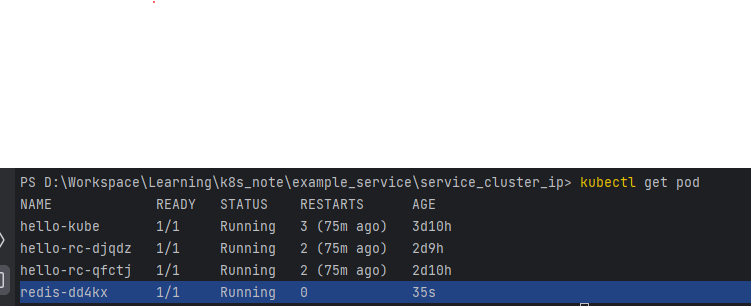 PS D:\Workspace\Learning\k8s_note\example_service\service_cluster_ip> kubectl get pod
NAME READY STATUS RESTARTS AGE
hello-kube 1/1 Running 3 (75m ago) 3d10h
hello-rc-djqdz 1/1 Running 2 (75m ago) 2d9h
hello-rc-qfctj 1/1 Running 2 (75m ago) 2d10h
redis-dd4kx 1/1 Running 0 35s